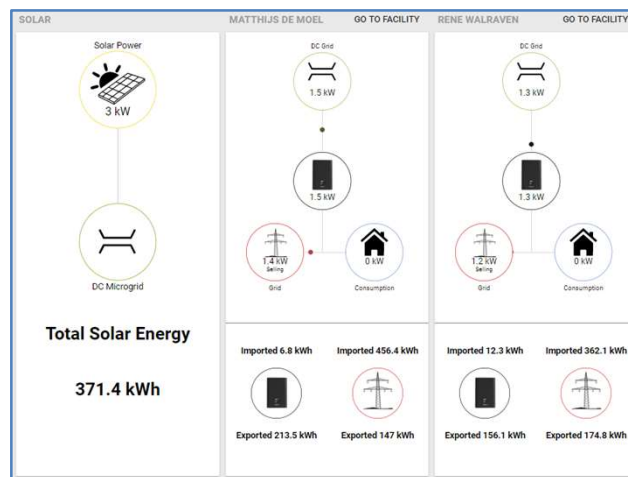 SOLAR
Solar Power
3 kW
DC Microgrid
Total Solar Energy
371.4 kWh
MATTHIJS DE MOEL GO TO FACILITY
DC Grid
1.5 kW
1.5 kW
1.4 kW
Selling
0 kW
Grid Consumption
Imported 6.8 kWh Imported 456.4 kWh
Exported 213.5 kWh Exported 147 kWh
RENE WALRAVEN GO TO FACILITY
DC Grid
1.3 kW
1.3 kW
1.2 kW
Selling
0 kW
Grid Consumption
Imported 12.3 kWh Imported 362.1 kWh
Exported 156.1 kWh Exported 174.8 kWh